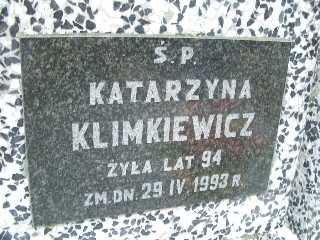 Ś. P.
KATARZYNA
KLIMKIEWICZ
ŻYŁA LAT 94
ZM. DN. 29 IV. 1993 R.